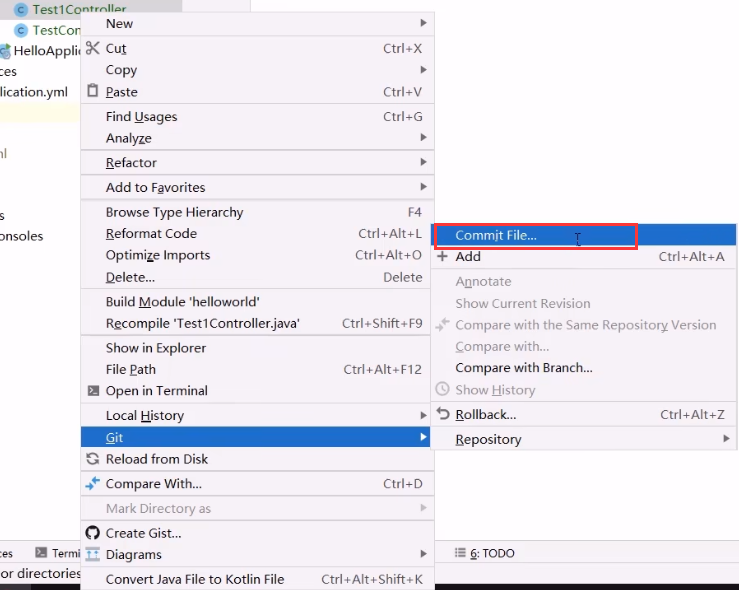 Test1Controller
TestCon
HelloApplic
ces
lication.yml
ml
s
onsoles
New
Cut Ctrl+X
Copy
Paste Ctrl+V
Find Usages Ctrl+G
Analyze
Refactor
Add to Favorites
Browse Type Hierarchy F4
Reformat Code Ctrl+Alt+L
Optimize Imports Ctrl+Alt+O
Delete... Delete
Build Module 'helloworld'
Recompile 'Test1Controller.java' Ctrl+Shift+F9
Show in Explorer
File Path Ctrl+Alt+F12
Open in Terminal
Local History
Git
Reload from Disk
Compare With... Ctrl+D
Mark Directory as
Create Gist...
Diagrams
Convert Java File to Kotlin File Ctrl+Alt+Shift+K
Commit File...
Add Ctrl+Alt+A
Annotate
Show Current Revision
Compare with the Same Repository Version
Compare with...
Compare with Branch...
Show History
Rollback... Ctrl+Alt+Z
Repository
ces Termi 6: TODO
or directories